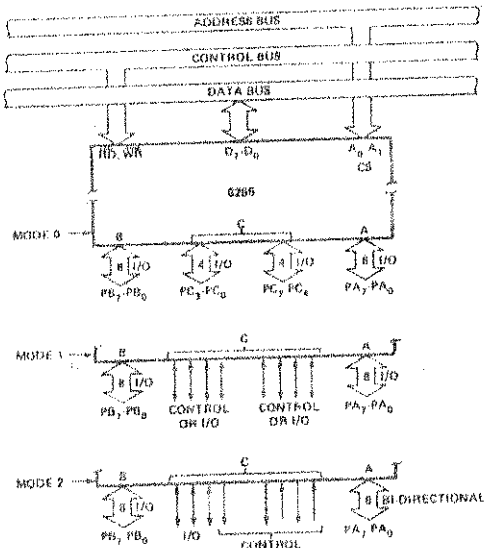 ADDRESS BUS
CONTROL BUS
DATA BUS
RD, WR D7-D0 A0, A1
CS
8255
MODE 0
B C A
8 I/O 4 I/O 4 I/O 8 I/O
PB7-PB0 PC3-PC0 PC7-PC4 PA7-PA0
MODE 1
B C A
8 I/O 8 I/O
PB7-PB0 CONTROL OR I/O CONTROL OR I/O PA7-PA0
MODE 2
B C A
8 I/O 8 BI-DIRECTIONAL
PB7-PB0 I/O CONTROL PA7-PA0